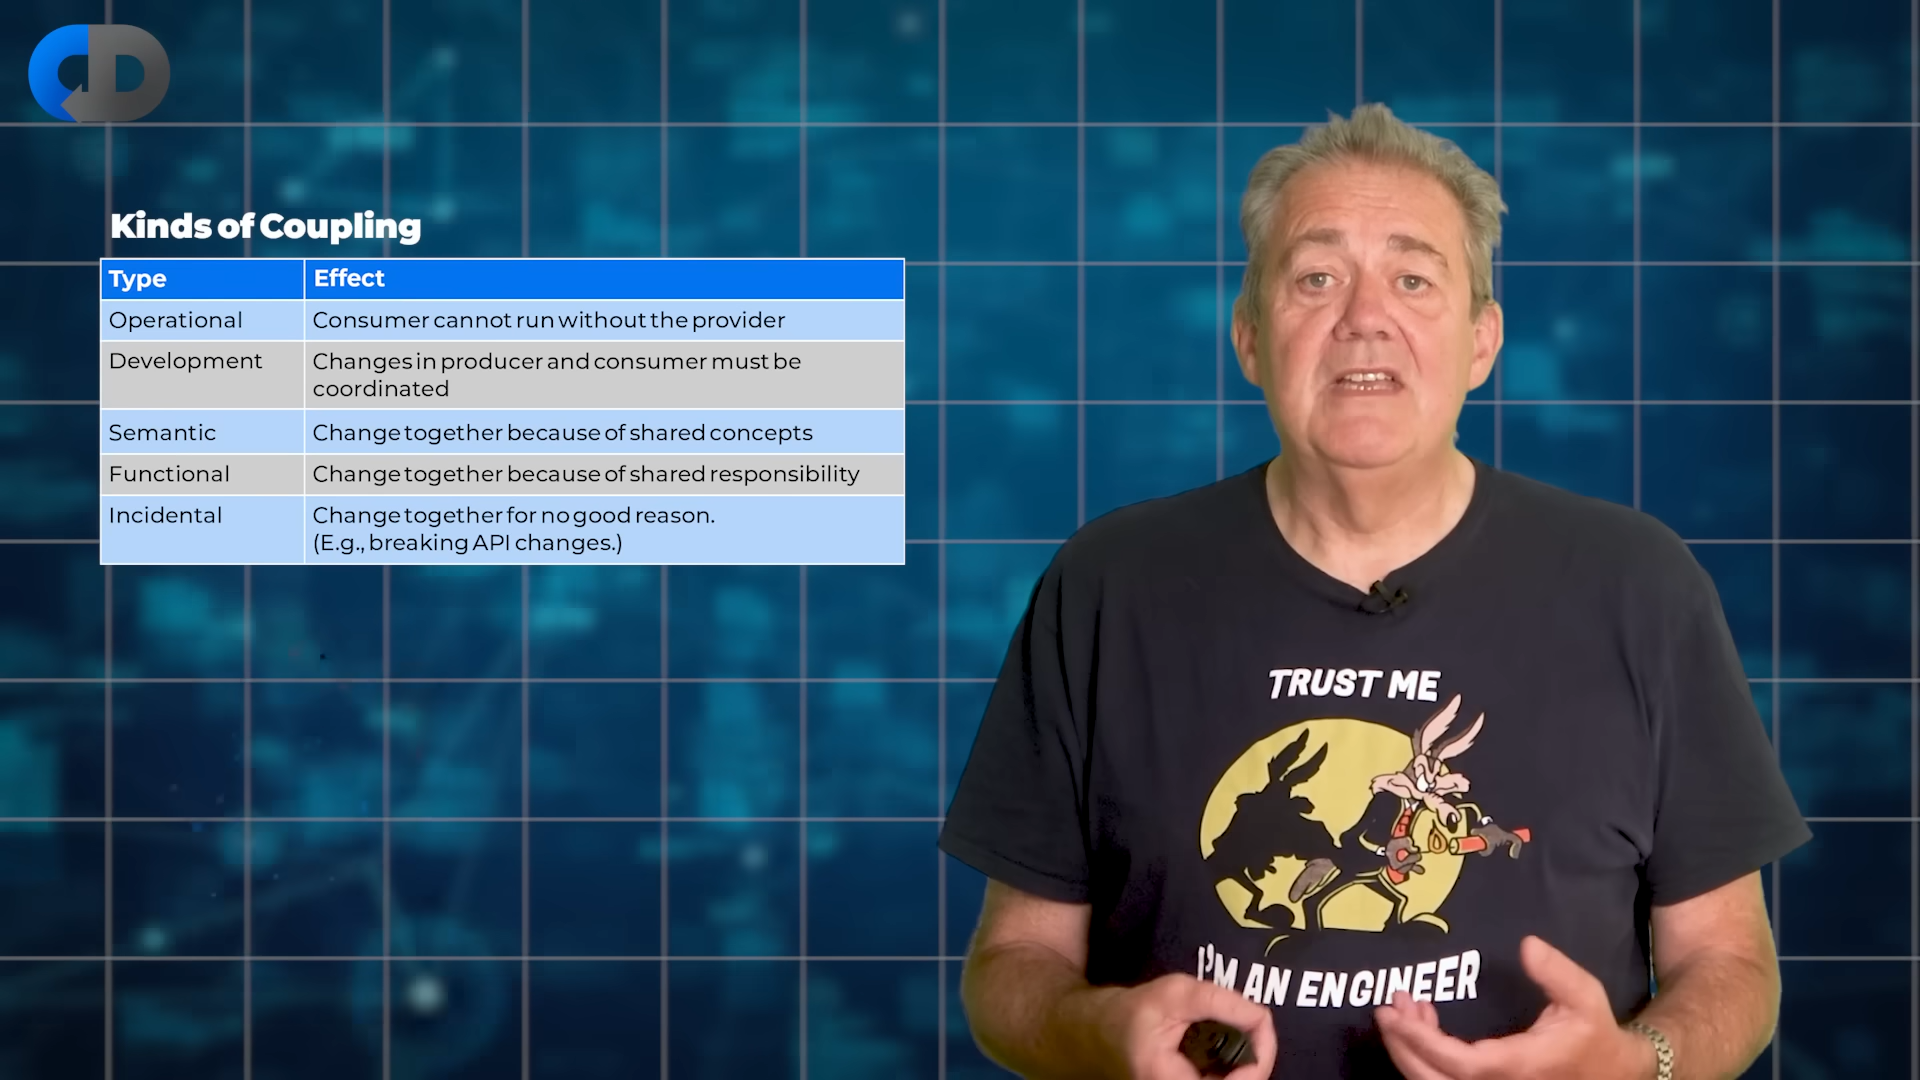 CD
Kinds of Coupling
Type Effect
Operational Consumer cannot run without the provider
Development Changes in producer and consumer must be
coordinated
Semantic Change together because of shared concepts
Functional Change together because of shared responsibility
Incidental Change together for no good reason.
(E.g., breaking API changes.)
TRUST ME
I'M AN ENGINEER